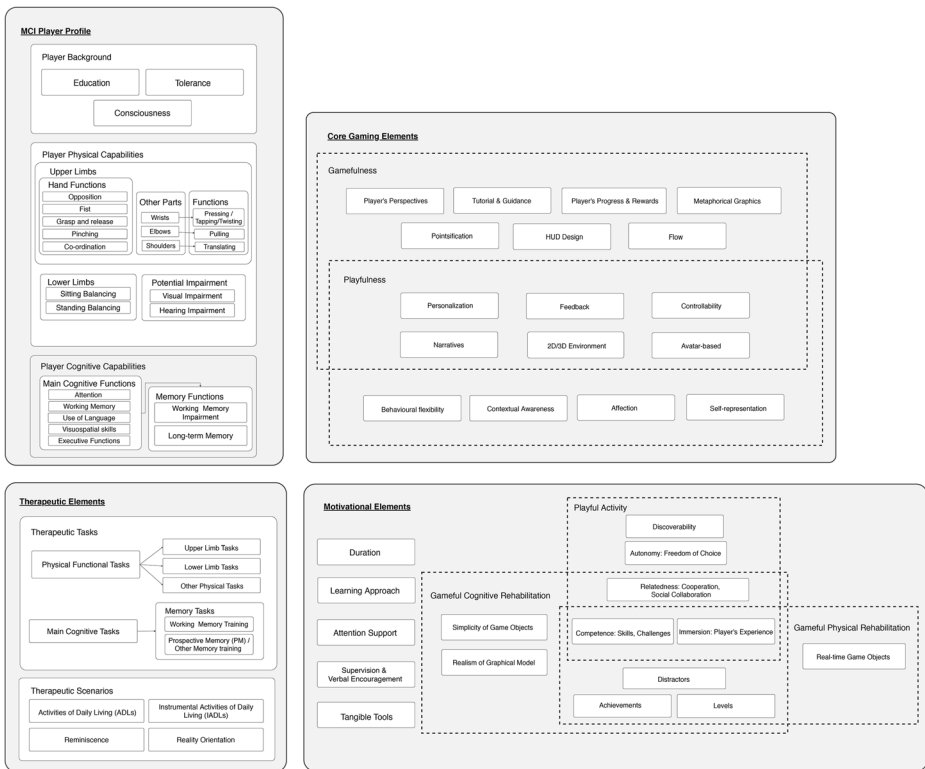 MCI Player Profile
Player Background
Education
Tolerance
Consciousness
Player Physical Capabilities
Upper Limbs
Hand Functions
Opposition
Fist
Grasp and release
Pinching
Co-ordination
Other Parts
Wrists
Elbows
Shoulders
Functions
Pressing /
Tapping/Twisting
Pulling
Translating
Lower Limbs
Sitting Balancing
Standing Balancing
Potential Impairment
Visual Impairment
Hearing Impairment
Player Cognitive Capabilities
Main Cognitive Functions
Attention
Working Memory
Use of Language
Visuospatial skills
Executive Functions
Memory Functions
Working Memory
Impairment
Long-term Memory
Core Gaming Elements
Gamefulness
Player's Perspectives
Tutorial & Guidance
Player's Progress & Rewards
Metaphorical Graphics
Pointsification
HUD Design
Flow
Playfulness
Personalization
Feedback
Controllability
Narratives
2D/3D Environment
Avatar-based
Behavioural flexibility
Contextual Awareness
Affection
Self-representation
Therapeutic Elements
Therapeutic Tasks
Physical Functional Tasks
Upper Limb Tasks
Lower Limb Tasks
Other Physical Tasks
Main Cognitive Tasks
Memory Tasks
Working Memory Training
Prospective Memory (PM) /
Other Memory training
Therapeutic Scenarios
Activities of Daily Living (ADLs)
Instrumental Activities of Daily
Living (IADLs)
Reminiscence
Reality Orientation
Motivational Elements
Duration
Learning Approach
Attention Support
Supervision &
Verbal Encouragement
Tangible Tools
Playful Activity
Discoverability
Autonomy: Freedom of Choice
Relatedness: Cooperation,
Social Collaboration
Gameful Cognitive Rehabilitation
Simplicity of Game Objects
Realism of Graphical Model
Competence: Skills, Challenges
Immersion: Player's Experience
Gameful Physical Rehabilitation
Real-time Game Objects
Distractors
Achievements
Levels